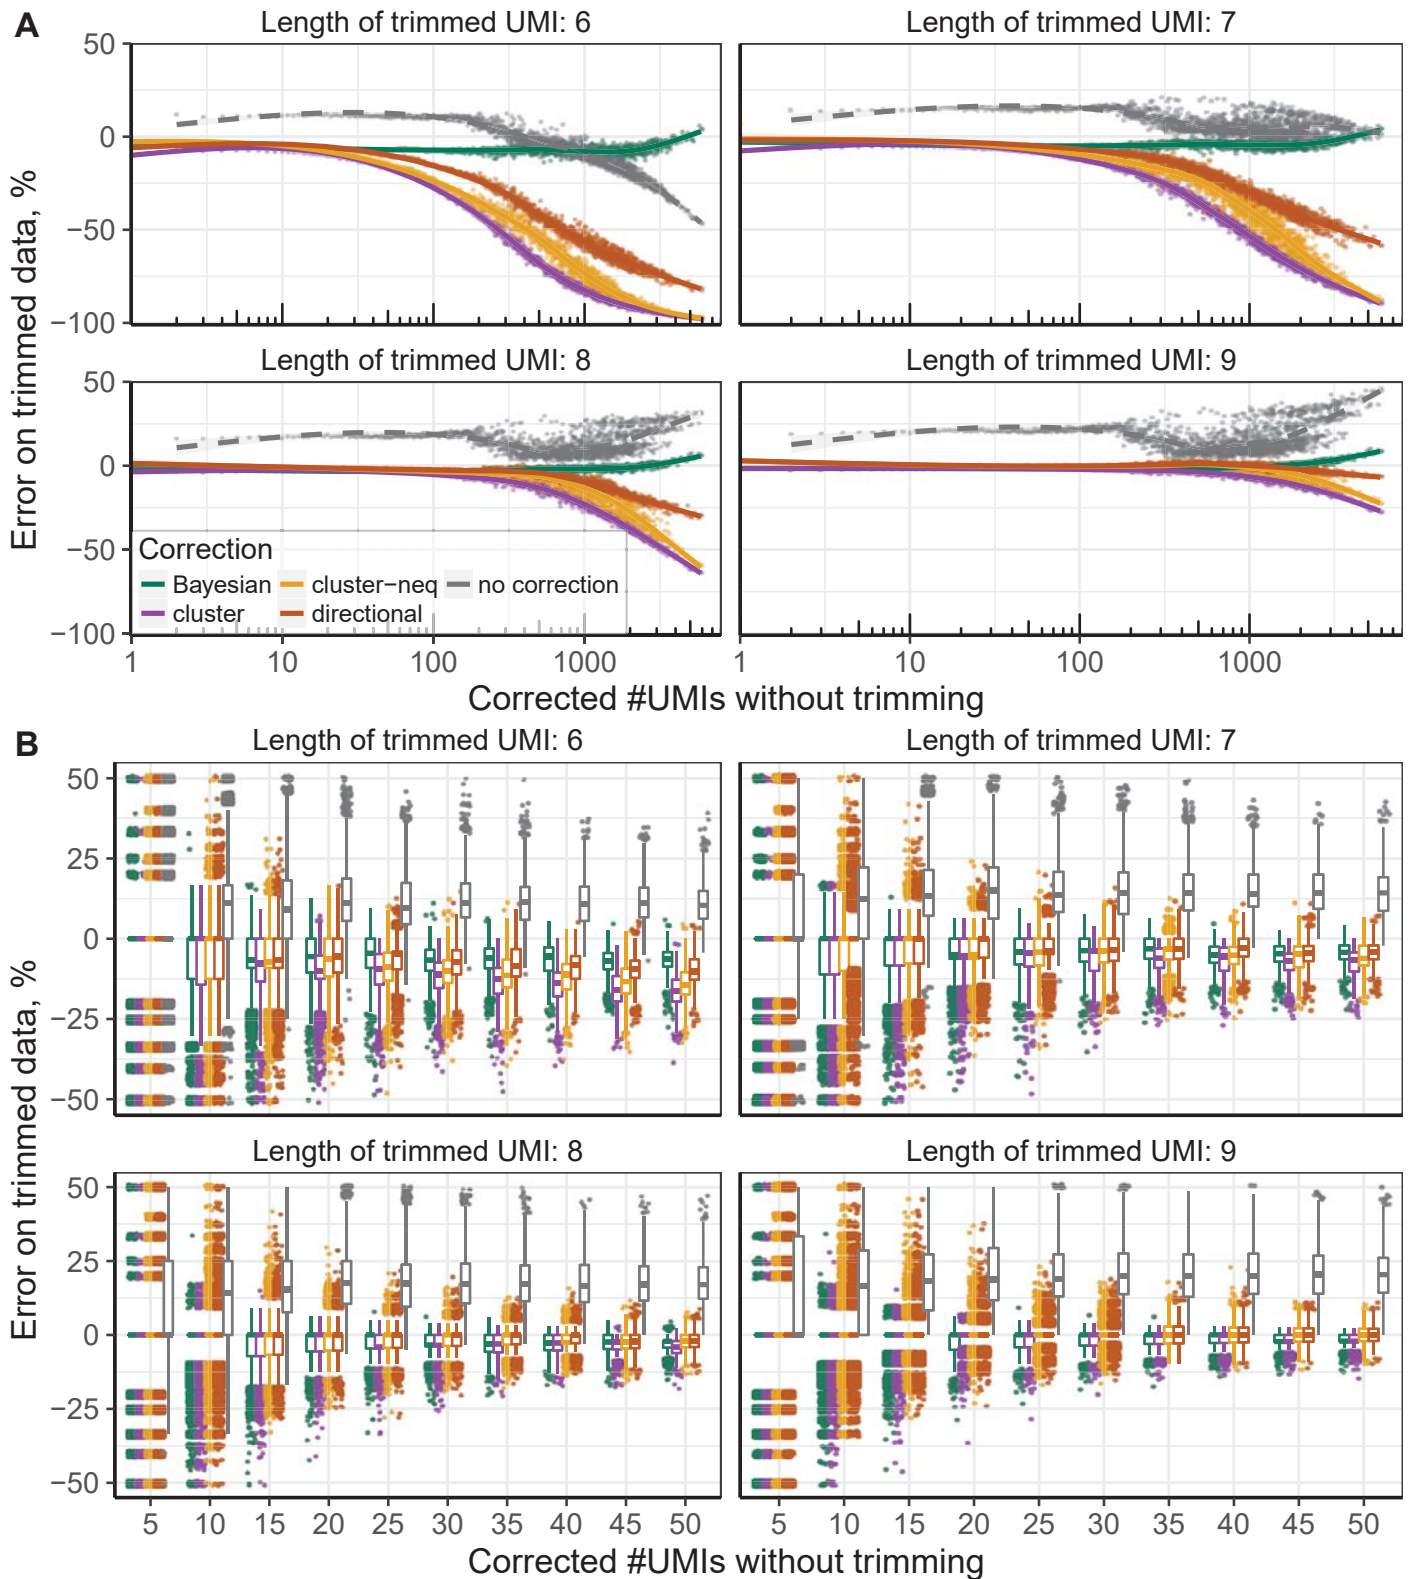 A
Length of trimmed UMI: 6
Length of trimmed UMI: 7
Error on trimmed data, %
50
0
−50
−100
Length of trimmed UMI: 8
Length of trimmed UMI: 9
50
0
−50
−100
Correction
Bayesian
cluster−neq
no correction
cluster
directional
1 10 100 1000
1 10 100 1000
Corrected #UMIs without trimming
B
Length of trimmed UMI: 6
Length of trimmed UMI: 7
Error on trimmed data, %
50
25
0
−25
−50
Length of trimmed UMI: 8
Length of trimmed UMI: 9
50
25
0
−25
−50
5 10 15 20 25 30 35 40 45 50
5 10 15 20 25 30 35 40 45 50
Corrected #UMIs without trimming